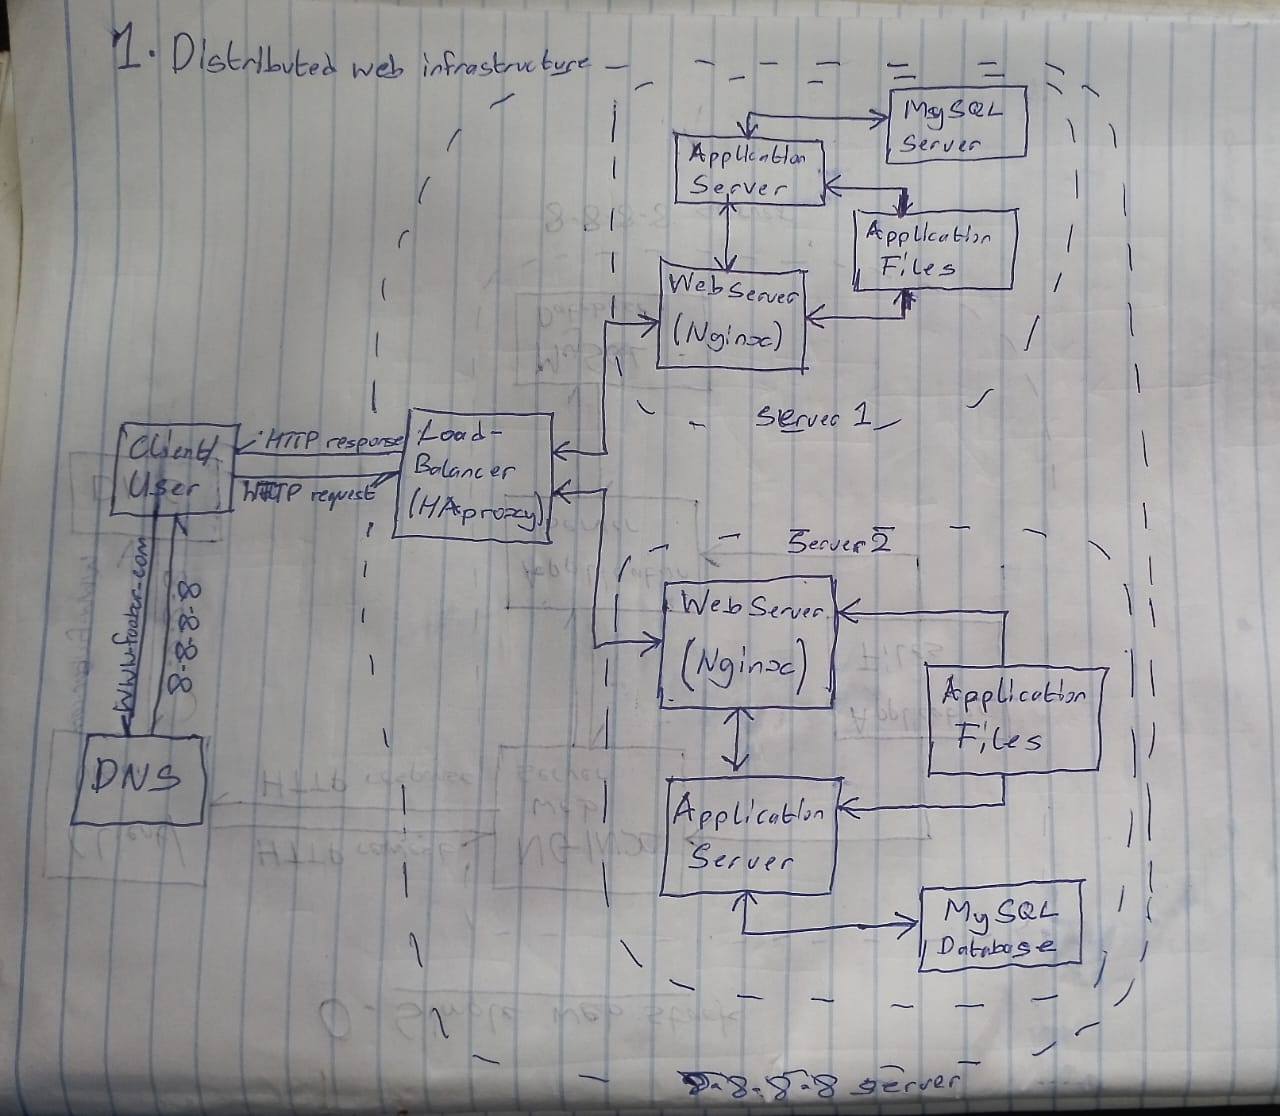 1. Distributed web infrastructure
MySQL
Server
Application
Server
Application
Files
Web Server
(Nginx)
Server 1
Client/
User
HTTP response
HTTP request
Load-
Balancer
(HAproxy)
www.foobar.com
8.8.8.8
DNS
Server 2
Web Server
(Nginx)
Application
Files
Application
Server
MySQL
Database
8.8.8.8 server